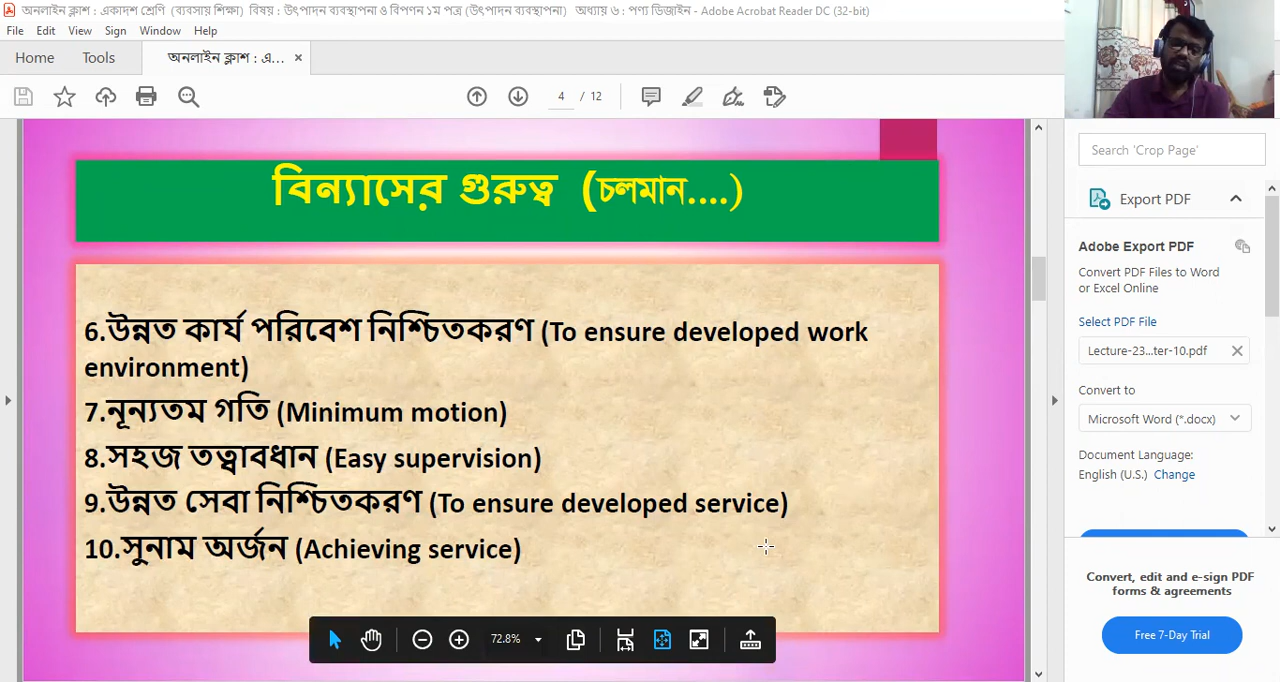 অনলাইন ক্লাশ : একাদশ শ্রেণি (ব্যবসায় শিক্ষা) বিষয় : উৎপাদন ব্যবস্থাপনা ও বিপণন ১ম পত্র (উৎপাদন ব্যবস্থাপনা) অধ্যায় ৬ : পণ্য ডিজাইন - Adobe Acrobat Reader DC (32-bit)
File Edit View Sign Window Help
Home Tools অনলাইন ক্লাশ : এ... ×
4 / 12
বিন্যাসের গুরুত্ব (চলমান....)
6.উন্নত কার্য পরিবেশ নিশ্চিতকরণ (To ensure developed work
environment)
7.নূন্যতম গতি (Minimum motion)
8.সহজ তত্বাবধান (Easy supervision)
9.উন্নত সেবা নিশ্চিতকরণ (To ensure developed service)
10.সুনাম অর্জন (Achieving service)
72.8%
Search 'Crop Page'
Export PDF
Adobe Export PDF
Convert PDF Files to Word
or Excel Online
Select PDF File
Lecture-23...ter-10.pdf
Convert to
Microsoft Word (*.docx)
Document Language:
English (U.S.) Change
Convert, edit and e-sign PDF
forms & agreements
Free 7-Day Trial